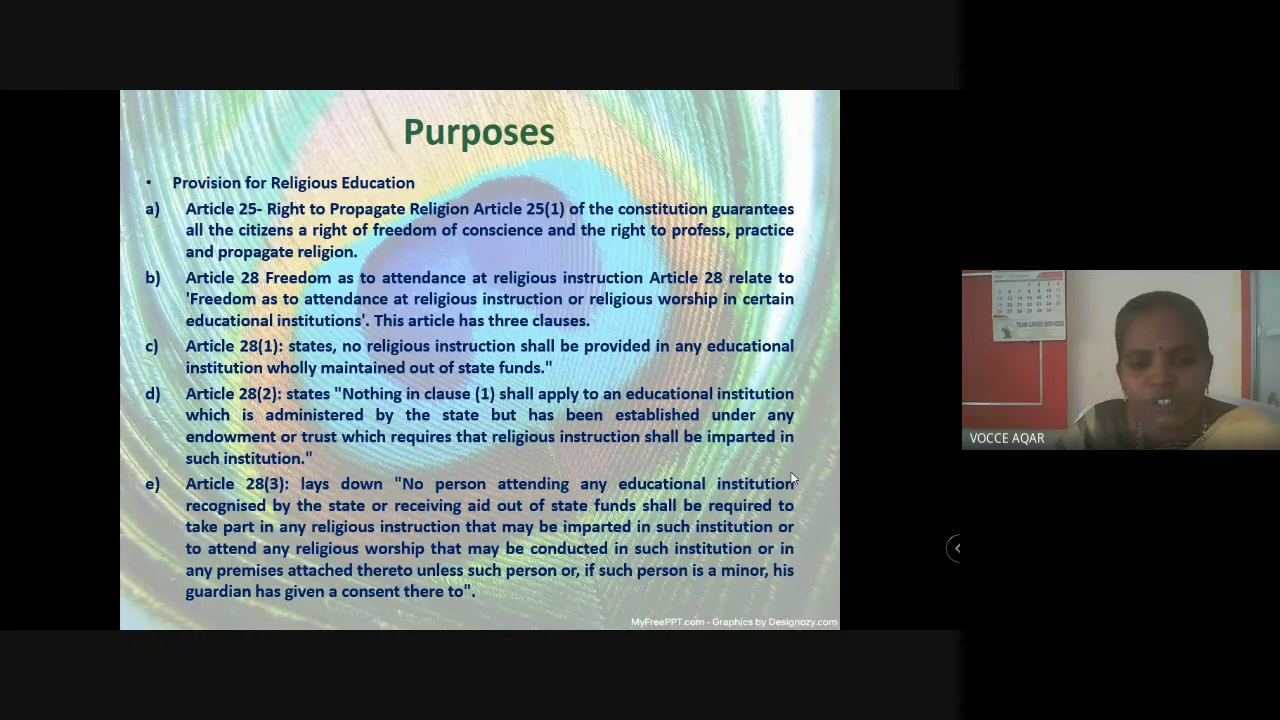 Purposes
• Provision for Religious Education
a) Article 25- Right to Propagate Religion Article 25(1) of the constitution guarantees
all the citizens a right of freedom of conscience and the right to profess, practice
and propagate religion.
b) Article 28 Freedom as to attendance at religious instruction Article 28 relate to
'Freedom as to attendance at religious instruction or religious worship in certain
educational institutions'. This article has three clauses.
c) Article 28(1): states, no religious instruction shall be provided in any educational
institution wholly maintained out of state funds."
d) Article 28(2): states "Nothing in clause (1) shall apply to an educational institution
which is administered by the state but has been established under any
endowment or trust which requires that religious instruction shall be imparted in
such institution."
e) Article 28(3): lays down "No person attending any educational institution
recognised by the state or receiving aid out of state funds shall be required to
take part in any religious instruction that may be imparted in such institution or
to attend any religious worship that may be conducted in such institution or in
any premises attached thereto unless such person or, if such person is a minor, his
guardian has given a consent there to".
MyFreePPT.com - Graphics by Designozy.com
TEAM CARGO SERVICES
VOCCE AQAR